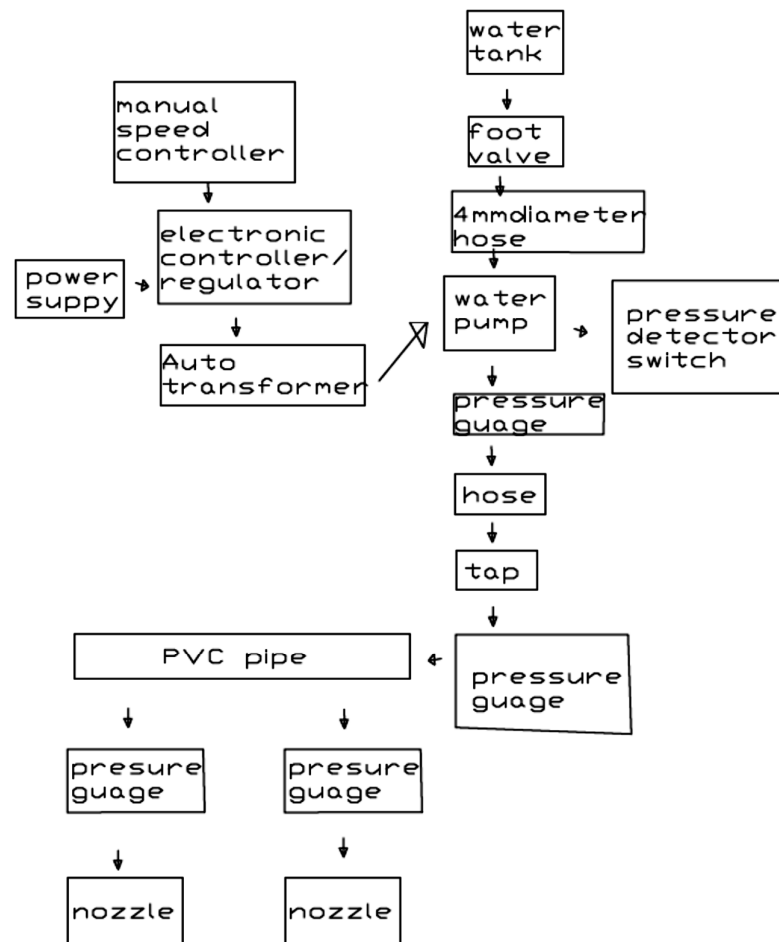 water
tank
manual
speed
controller
foot
valve
4mmdiameter
hose
electronic
controller/
regulator
power
suppy
water
pump
pressure
detector
switch
Auto
transformer
pressure
guage
hose
tap
PVC pipe
pressure
guage
presure
guage
presure
guage
nozzle
nozzle